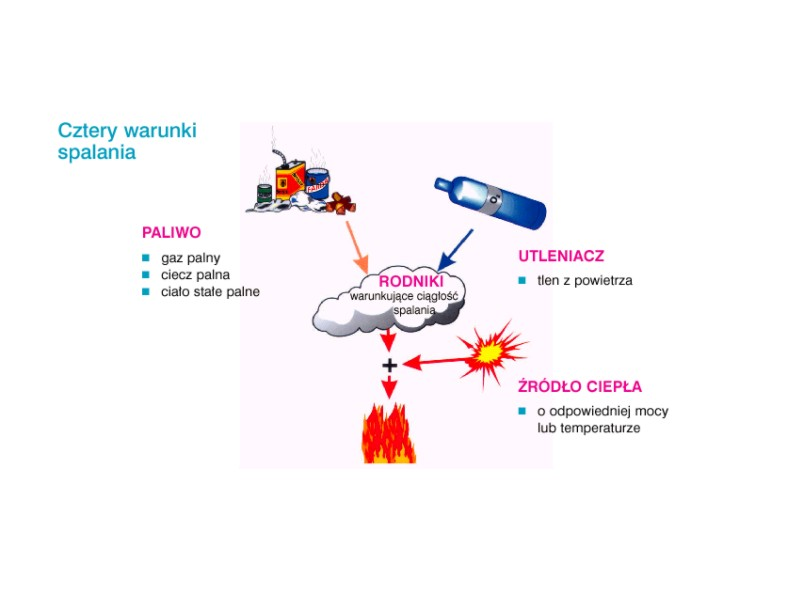 Cztery warunki
spalania
PALIWO
gaz palny
ciecz palna
ciało stałe palne
UTLENIACZ
tlen z powietrza
RODNIKI
warunkujące ciągłość
spalania
+
ŹRÓDŁO CIEPŁA
o odpowiedniej mocy
lub temperaturze